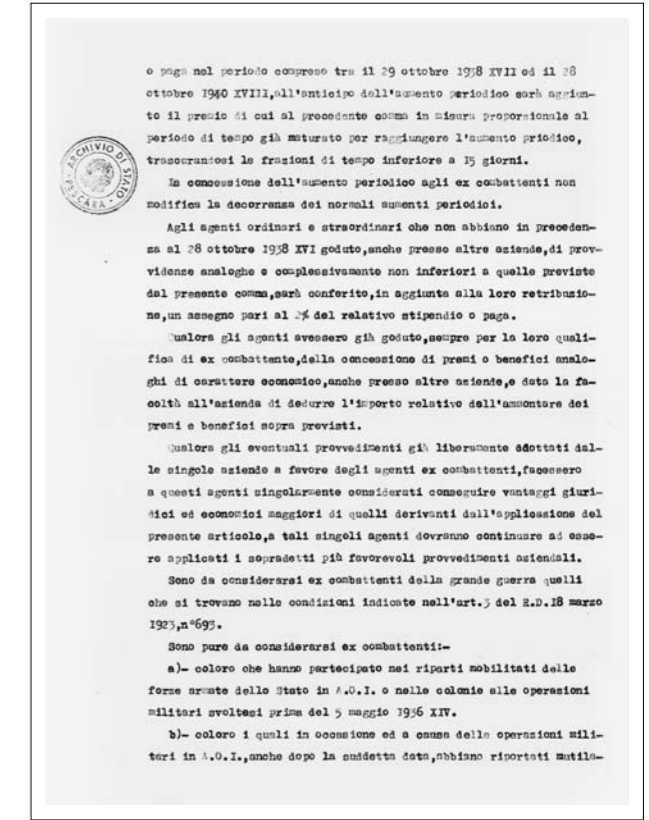 o paga nel periodo compreso tra il 29 ottobre 1938 XVII ed il 28
ottobre 1940 XVIII,all'anticipo dell'aumento periodico sarà aggiun-
to il premio di cui al precedente comma in misura proporzionale al
periodo di tempo già maturato per raggiungere l'aumento priodico,
trascurandosi le frazioni di tempo inferiore a 15 giorni.
ARCHIVIO DI STATO
PESCARA
La concessione dell'aumento periodico agli ex combattenti non
modifica la decorranza dei normali aumenti periodici.
Agli agenti ordinari e straordinari che non abbiano in preceden-
za al 28 ottobre 1938 XVI goduto,anche presso altre aziende,di prov-
videnze analoghe e complessivamente non inferiori a quelle previste
dal presente comma,sarà conferito,in aggiunta alla loro retribuzio-
ne,un assegno pari al 2% del relativo stipendio o paga.
Qualora gli agenti avessero già goduto,sempre per la loro quali-
fica di ex combattente,della concessione di premi o benefici analo-
ghi di carattere economico,anche presso altre aziende,e data la fa-
coltà all'azienda di dedurre l'importo relativo dall'ammontare dei
premi e benefici sopra previsti.
Qualora gli eventuali provvedimenti già liberamente adottati dal-
le singole aziende a favore degli agenti ex combattenti,facessero
a questi agenti singolarmente considerati conseguire vantaggi giuri-
dici ed economici maggiori di quelli derivanti dall'applicazione del
presente articolo,a tali singoli agenti dovranno continuare ad esse-
re applicati i sopradetti più favorevoli provvedimenti aziendali.
Sono da considerarsi ex combattenti della grande guerra quelli
che si trovano nelle condizioni indicate nell'art.3 del R.D.18 marzo
1923,n°693.
Sono pure da considerarsi ex combattenti:-
a)- coloro che hanno partecipato nei riparti mobilitati delle
forze armate dello Stato in A.O.I. o nelle colonie alle operazioni
militari svoltesi prima del 5 maggio 1936 XIV.
b)- coloro i quali in occasione ed a causa delle operazioni mili-
tari in A.O.I.,anche dopo la suddetta data,abbiano riportati mutila-